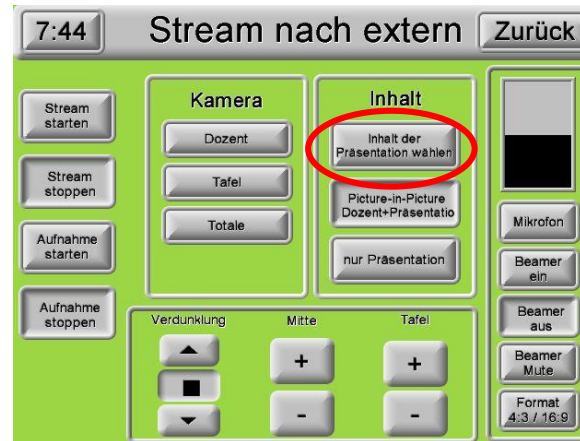 7:44
Stream nach extern
Zurück
Stream
starten
Stream
stoppen
Aufnahme
starten
Aufnahme
stoppen
Kamera
Dozent
Tafel
Totale
Inhalt
Inhalt der
Präsentation wählen
Picture-in-Picture
Dozent+Präsentatio
nur Präsentation
Verdunklung
Mitte
Tafel
+
+
-
-
Mikrofon
Beamer
ein
Beamer
aus
Beamer
Mute
Format
4:3 / 16:9